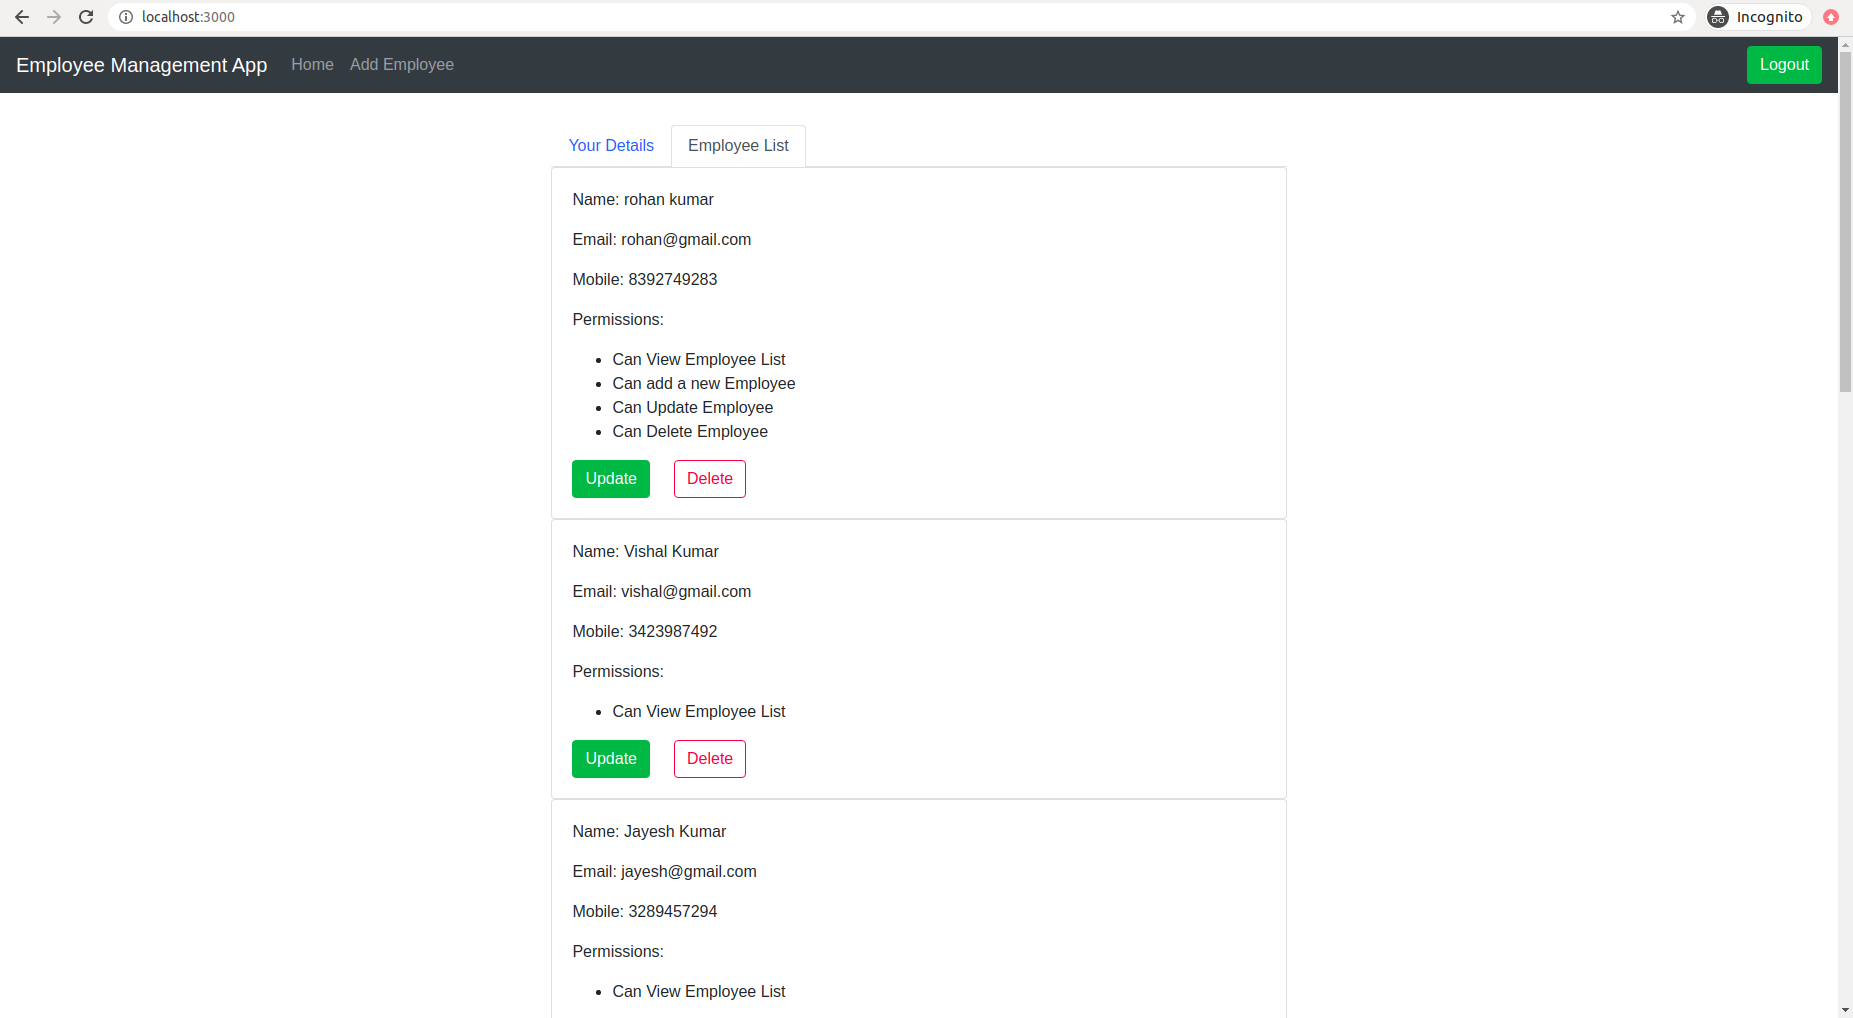 localhost:3000
Incognito
Employee Management App Home Add Employee Logout
Your Details Employee List
Name: rohan kumar
Email: rohan@gmail.com
Mobile: 8392749283
Permissions:
• Can View Employee List
• Can add a new Employee
• Can Update Employee
• Can Delete Employee
Update Delete
Name: Vishal Kumar
Email: vishal@gmail.com
Mobile: 3423987492
Permissions:
• Can View Employee List
Update Delete
Name: Jayesh Kumar
Email: jayesh@gmail.com
Mobile: 3289457294
Permissions:
• Can View Employee List